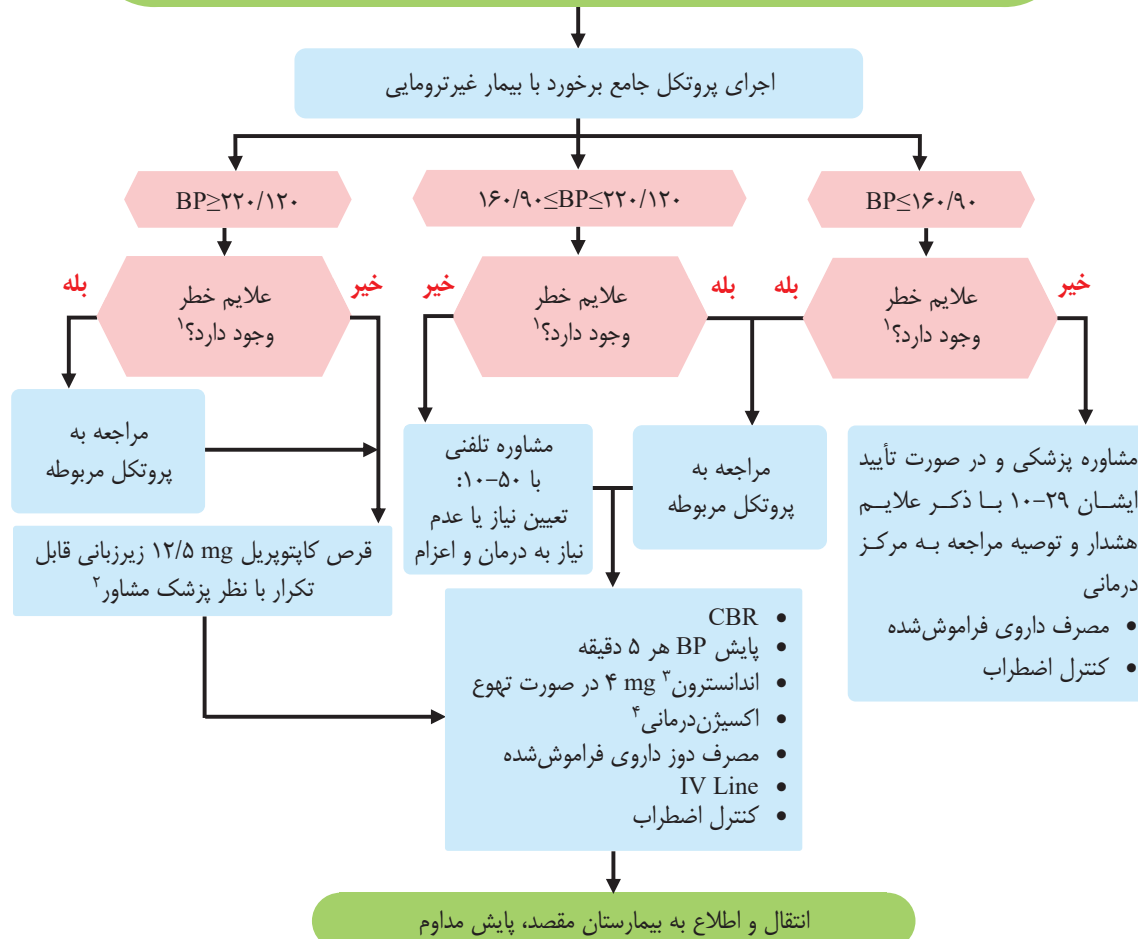 اجرای پروتکل جامع برخورد با بیمار غیرترومایی
BP≤۱۶۰/۹۰
۱۶۰/۹۰≤BP≤۲۲۰/۱۲۰
BP≥۲۲۰/۱۲۰
علایم خطر
وجود دارد؟۱
خیر
بله
علایم خطر
وجود دارد؟۱
بله
خیر
علایم خطر
وجود دارد؟۱
خیر
بله
مشاوره پزشکی و در صورت تأیید
ایشان ۲۹-۱۰ با ذکر علایم
هشدار و توصیه مراجعه به مرکز
درمانی
• مصرف داروی فراموش‌شده
• کنترل اضطراب
مراجعه به
پروتکل مربوطه
مشاوره تلفنی
با ۵۰-۱۰:
تعیین نیاز یا عدم
نیاز به درمان و اعزام
مراجعه به
پروتکل مربوطه
قرص کاپتوپریل ۱۲/۵ mg زیرزبانی قابل
تکرار با نظر پزشک مشاور۲
• CBR
• پایش BP هر ۵ دقیقه
• اندانسترون۳ ۴ mg در صورت تهوع
• اکسیژن‌درمانی۴
• مصرف دوز داروی فراموش‌شده
• IV Line
• کنترل اضطراب
انتقال و اطلاع به بیمارستان مقصد، پایش مداوم